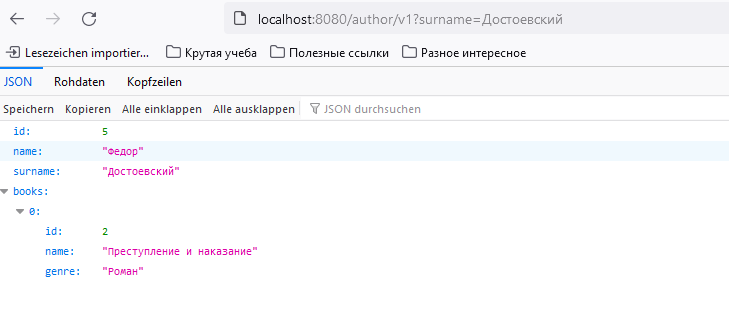 localhost:8080/author/v1?surname=Достоевский
Lesezeichen importier... Крутая учеба Полезные ссылки Разное интересное
JSON Rohdaten Kopfzeilen
Speichern Kopieren Alle einklappen Alle ausklappen JSON durchsuchen
id: 5
name: "Федор"
surname: "Достоевский"
books:
0:
id: 2
name: "Преступление и наказание"
genre: "Роман"